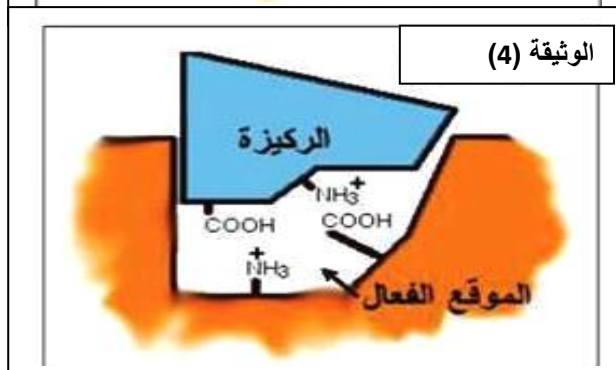 الوثيقة (4)
الركيزة
NH3+
COOH
COOH
NH3+
الموقع الفعال